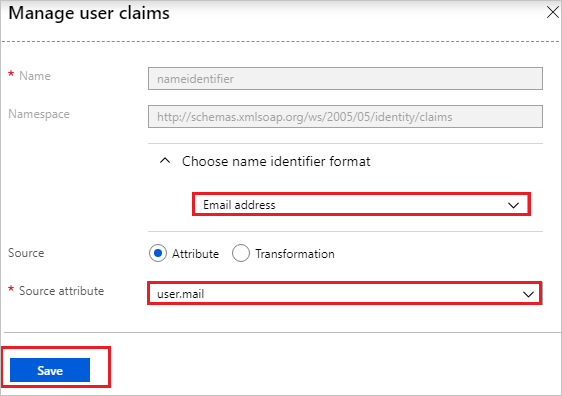 Manage user claims
* Name
nameidentifier
Namespace
http://schemas.xmlsoap.org/ws/2005/05/identity/claims
Choose name identifier format
Email address
Source
Attribute
Transformation
* Source attribute
user.mail
Save